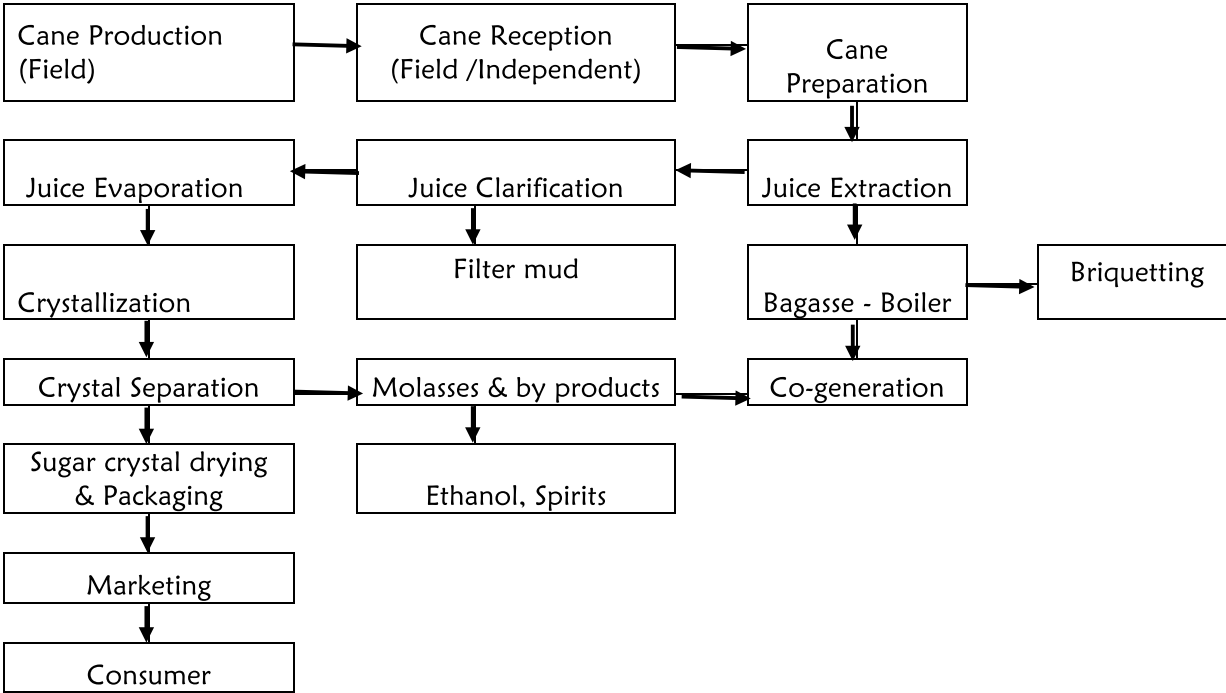 Cane Production
(Field)
Cane Reception
(Field /Independent)
Cane
Preparation
Juice Evaporation
Juice Clarification
Juice Extraction
Crystallization
Filter mud
Bagasse - Boiler
Briquetting
Crystal Separation
Molasses & by products
Co-generation
Sugar crystal drying
& Packaging
Ethanol, Spirits
Marketing
Consumer